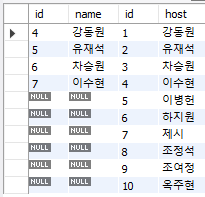 id name id host
4 강동원 1 강동원
5 유재석 2 유재석
6 차승원 3 차승원
7 이수현 4 이수현
NULL NULL 5 이병헌
NULL NULL 6 하지원
NULL NULL 7 제시
NULL NULL 8 조정석
NULL NULL 9 조여정
NULL NULL 10 옥주현